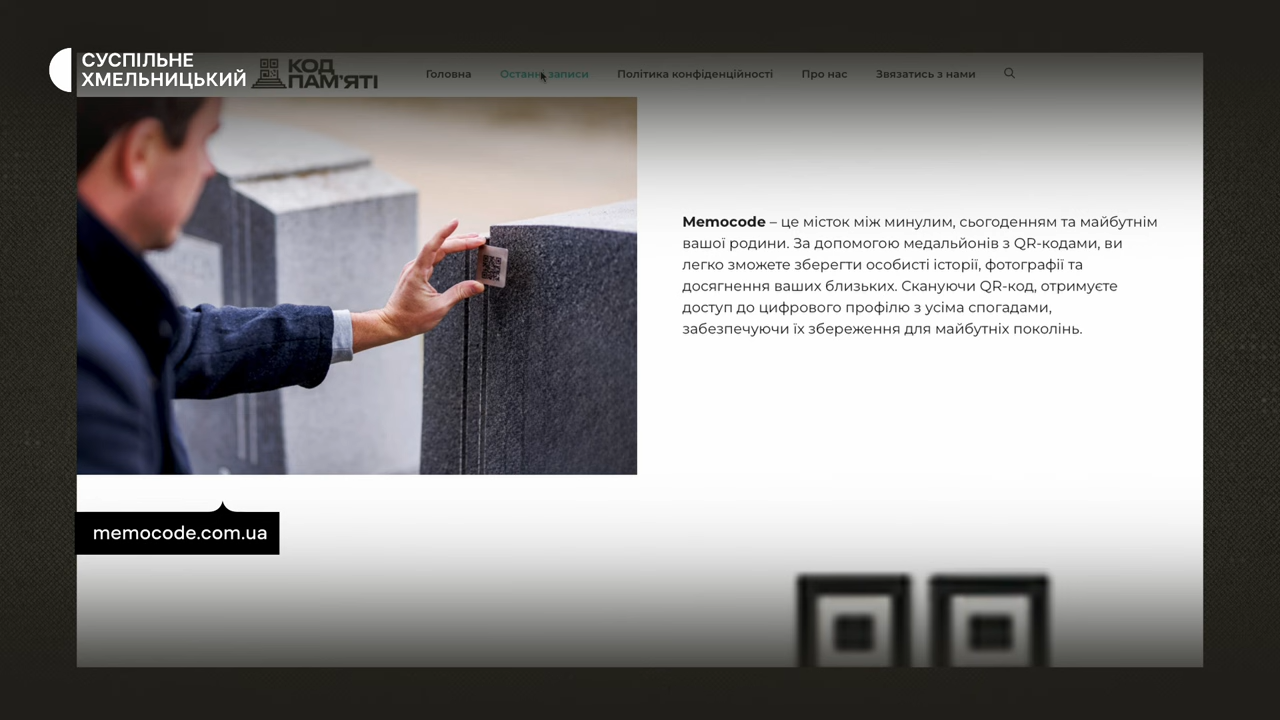 СУСПІЛЬНЕ
ХМЕЛЬНИЦЬКИЙ
КОД
ПАМ'ЯТІ
Головна
Останні записи
Політика конфіденційності
Про нас
Звязатись з нами
Memocode – це місток між минулим, сьогоденням та майбутнім
вашої родини. За допомогою медальйонів з QR-кодами, ви
легко зможете зберегти особисті історії, фотографії та
досягнення ваших близьких. Скануючи QR-код, отримуєте
доступ до цифрового профілю з усіма спогадами,
забезпечуючи їх збереження для майбутніх поколінь.
memocode.com.ua